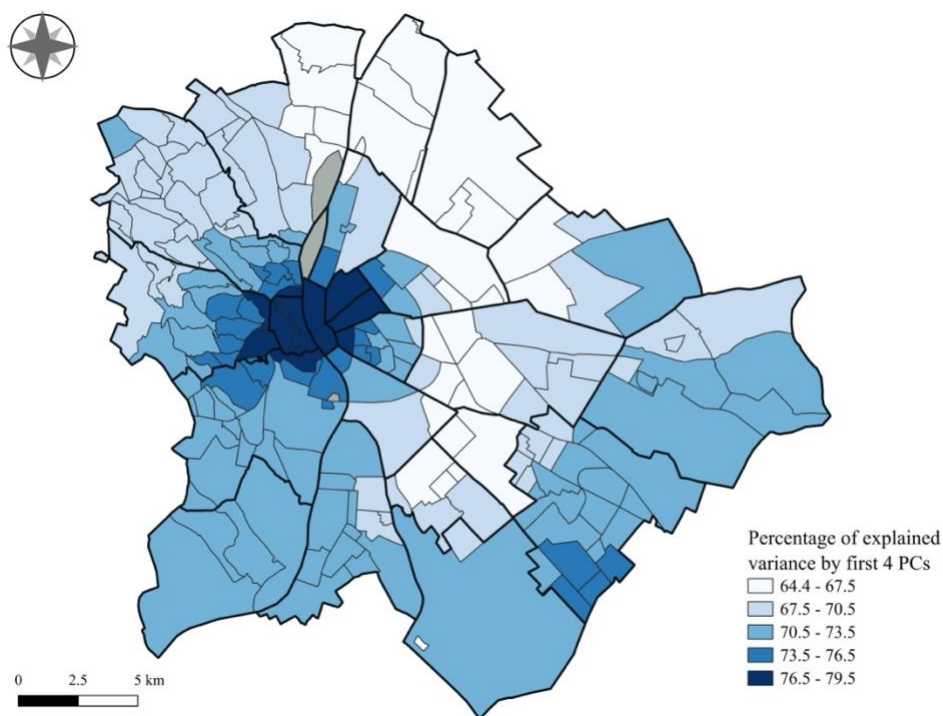 Percentage of explained
variance by first 4 PCs
64.4 - 67.5
67.5 - 70.5
70.5 - 73.5
73.5 - 76.5
76.5 - 79.5
0 2.5 5 km